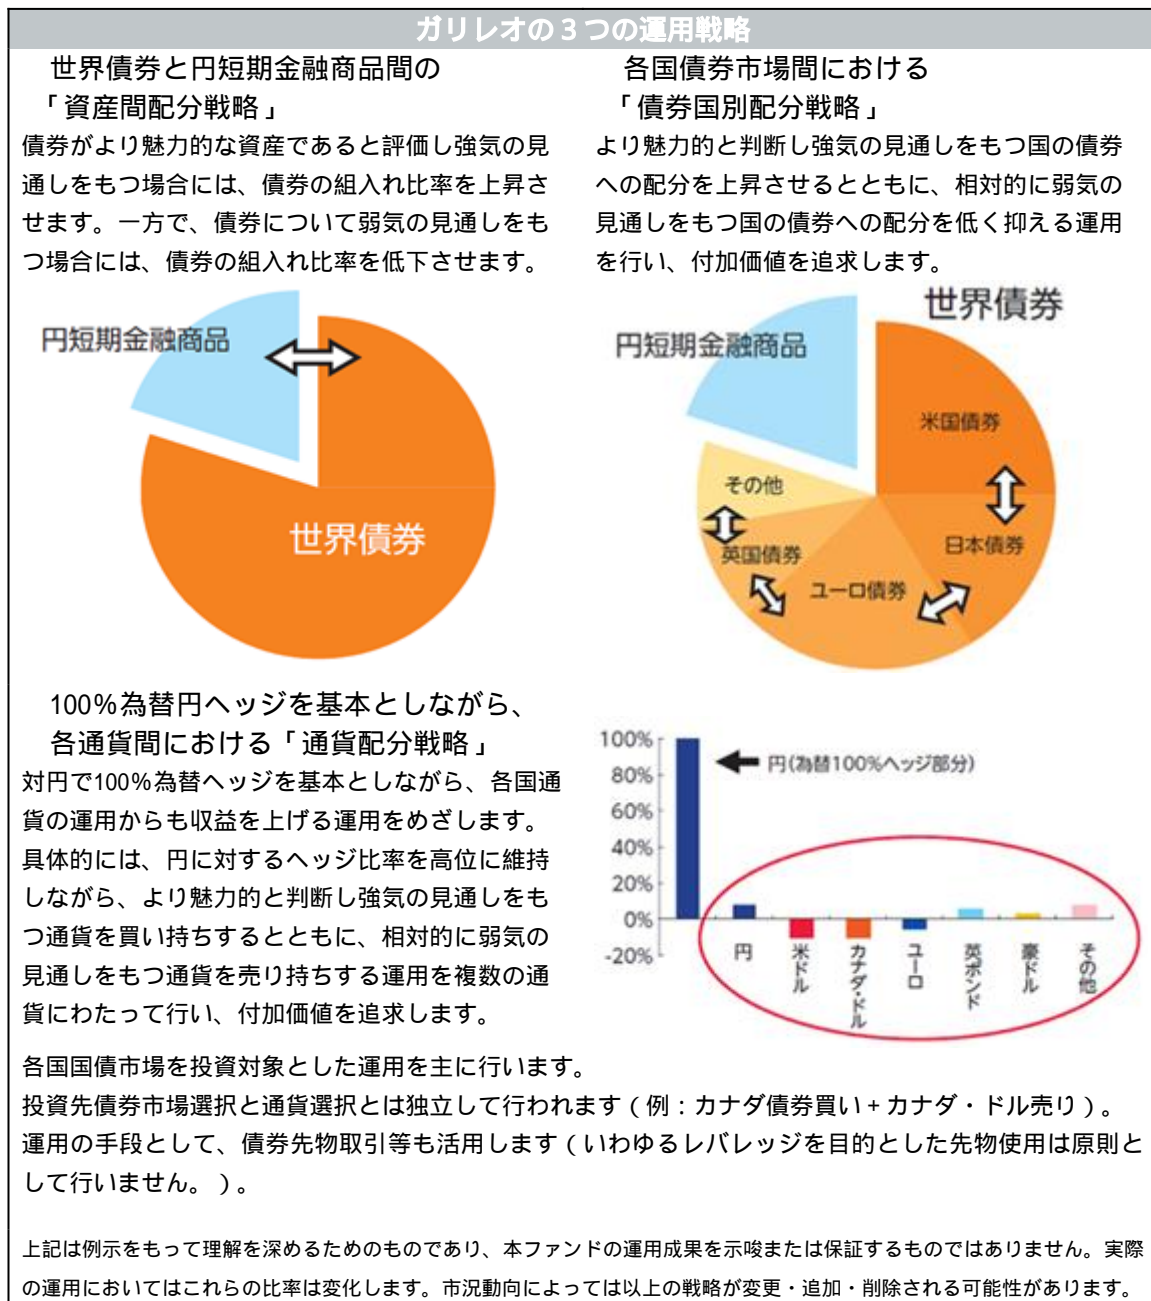 ガリレオの3つの運用戦略
世界債券と円短期金融商品間の
「資産間配分戦略」
債券がより魅力的な資産であると評価し強気の見
通しをもつ場合には、債券の組入れ比率を上昇さ
せます。一方で、債券について弱気の見通しをも
つ場合には、債券の組入れ比率を低下させます。
円短期金融商品
世界債券
各国債券市場間における
「債券国別配分戦略」
より魅力的と判断し強気の見通しをもつ国の債券
への配分を上昇させるとともに、相対的に弱気の
見通しをもつ国の債券への配分を低く抑える運用
を行い、付加価値を追求します。
世界債券
円短期金融商品
米国債券
その他
日本債券
英国債券
ユーロ債券
100%為替円ヘッジを基本としながら、
各通貨間における「通貨配分戦略」
対円で100%為替ヘッジを基本としながら、各国通
貨の運用からも収益を上げる運用をめざします。
具体的には、円に対するヘッジ比率を高位に維持
しながら、より魅力的と判断し強気の見通しをも
つ通貨を買い持ちするとともに、相対的に弱気の
見通しをもつ通貨を売り持ちする運用を複数の通
貨にわたって行い、付加価値を追求します。
100%
80%
60%
40%
20%
0%
-20%
円(為替100%ヘッジ部分)
円
米ドル
カナダ・ドル
ユーロ
英ポンド
豪ドル
その他
各国国債市場を投資対象とした運用を主に行います。
投資先債券市場選択と通貨選択とは独立して行われます(例:カナダ債券買い+カナダ・ドル売り)。
運用の手段として、債券先物取引等も活用します(いわゆるレバレッジを目的とした先物使用は原則と
して行いません。)。
上記は例示をもって理解を深めるためのものであり、本ファンドの運用成果を示唆または保証するものではありません。実際
の運用においてはこれらの比率は変化します。市況動向によっては以上の戦略が変更・追加・削除される可能性があります。